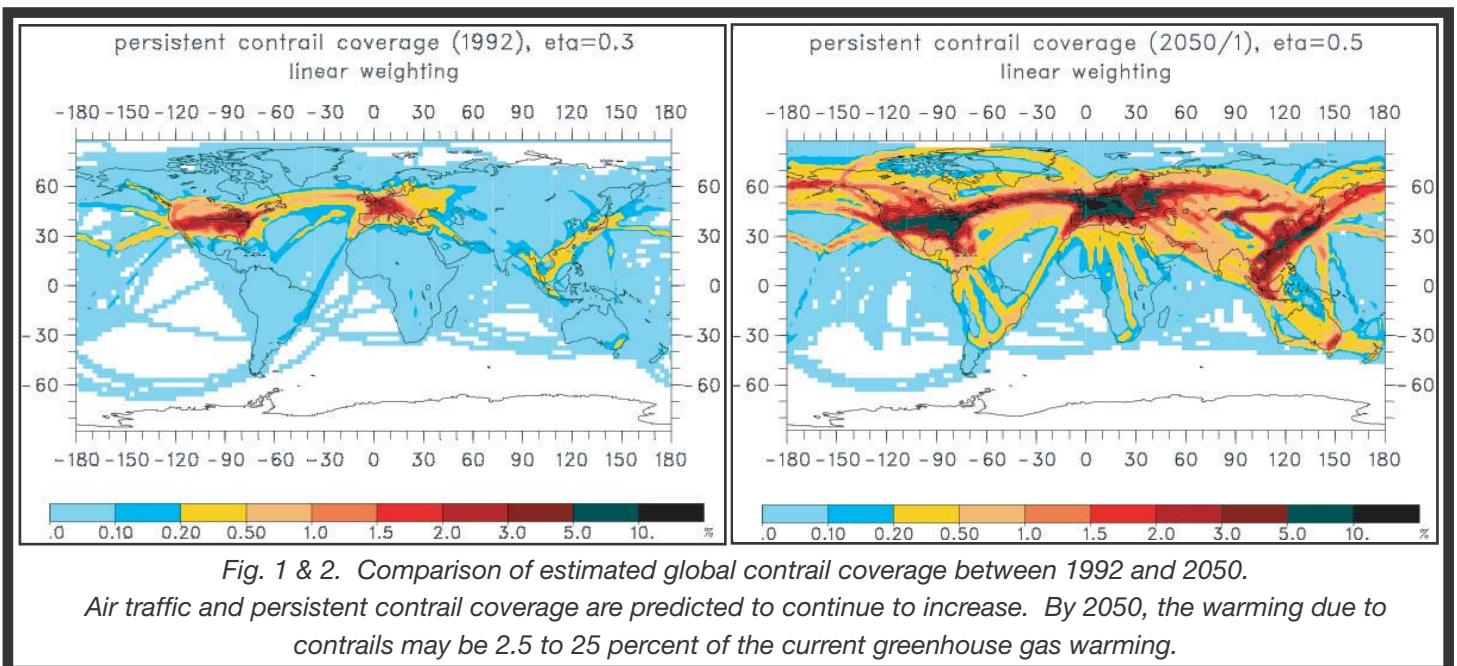 persistent contrail coverage (1992), eta=0.3
linear weighting
-180 -150 -120 -90 -60 -30 0 30 60 90 120 150 180
60 60
30 30
0 0
-30 -30
-60 -60
-180 -150 -120 -90 -60 -30 0 30 60 90 120 150 180
.0 0.10 0.20 0.50 1.0 1.5 2.0 3.0 5.0 10. %
persistent contrail coverage (2050/1), eta=0.5
linear weighting
-180 -150 -120 -90 -60 -30 0 30 60 90 120 150 180
60 60
30 30
0 0
-30 -30
-60 -60
-180 -150 -120 -90 -60 -30 0 30 60 90 120 150 180
.0 0.10 0.20 0.50 1.0 1.5 2.0 3.0 5.0 10. %
Fig. 1 & 2. Comparison of estimated global contrail coverage between 1992 and 2050.
Air traffic and persistent contrail coverage are predicted to continue to increase. By 2050, the warming due to
contrails may be 2.5 to 25 percent of the current greenhouse gas warming.